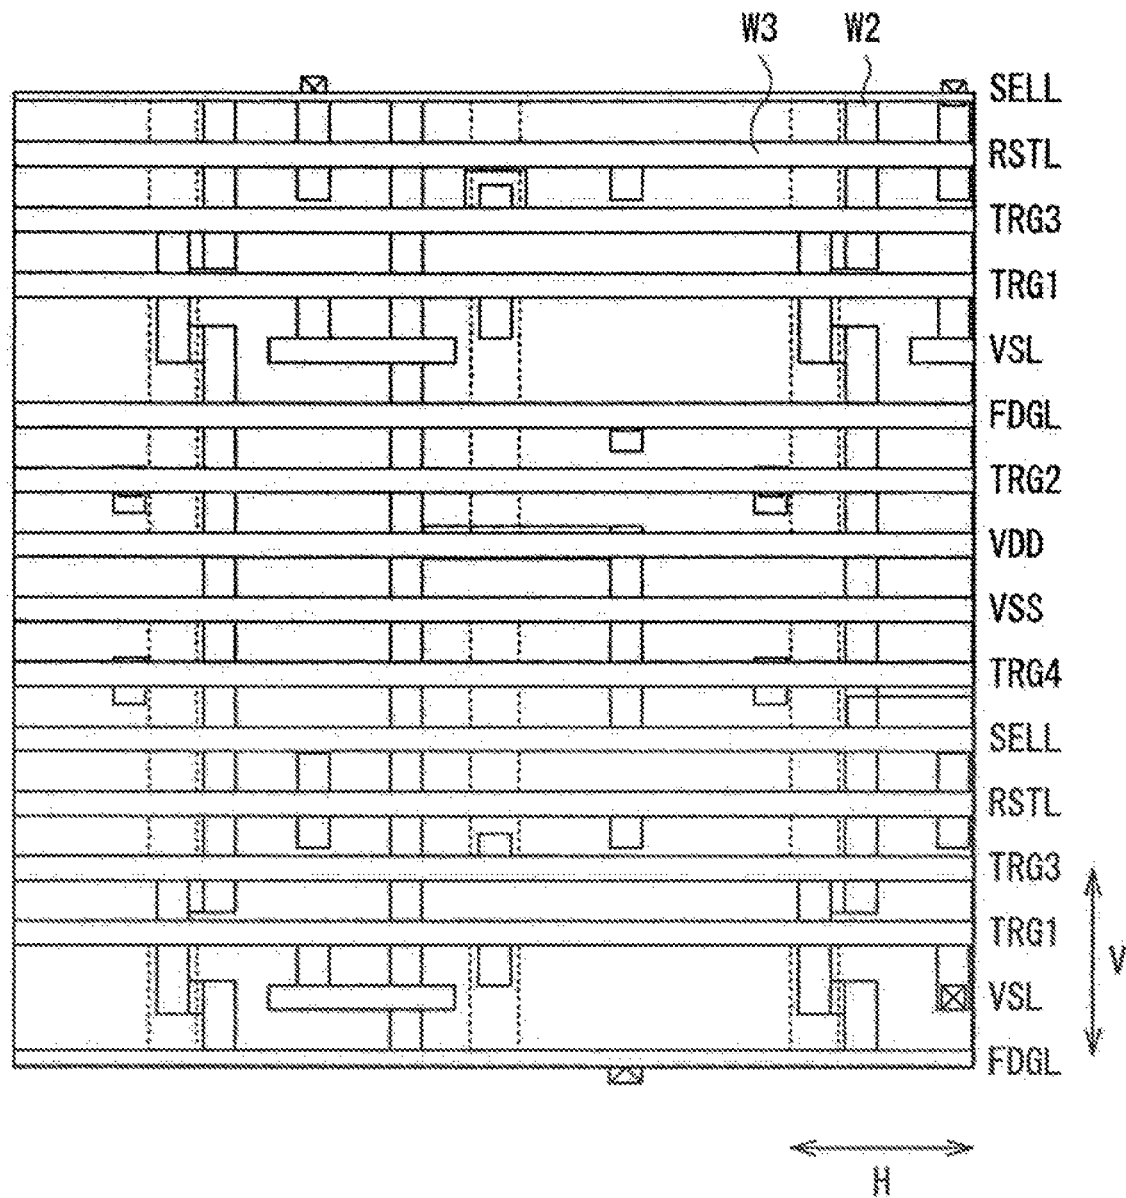 W3 W2
SELL
RSTL
TRG3
TRG1
VSL
FDGL
TRG2
VDD
VSS
TRG4
SELL
RSTL
TRG3
TRG1
V
VSL
FDGL
H